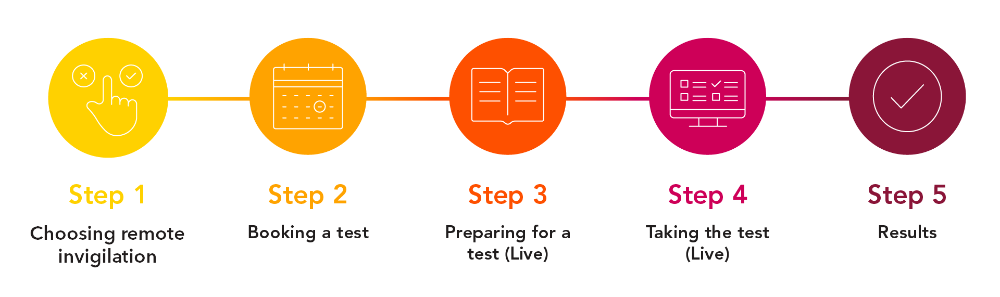 Step 1
Choosing remote
invigilation
Step 2
Booking a test
Step 3
Preparing for a
test (Live)
Step 4
Taking the test
(Live)
Step 5
Results